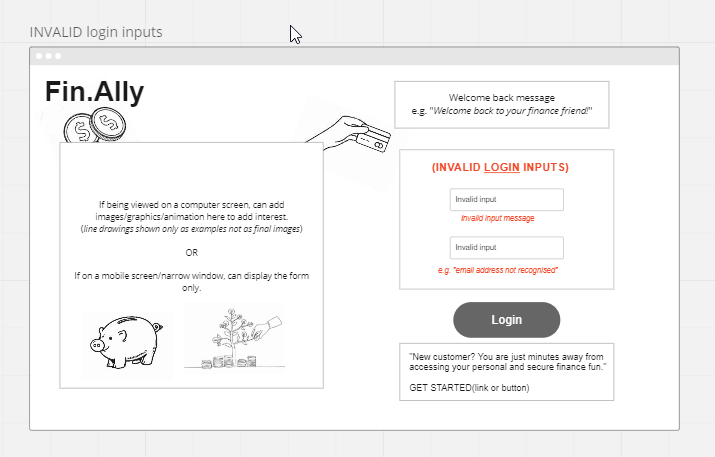 INVALID login inputs
Fin.Ally
Welcome back message
e.g. "Welcome back to your finance friend!"
If being viewed on a computer screen, can add
images/graphics/animation here to add interest.
(line drawings shown only as examples not as final images)
OR
If on a mobile screen/narrow window, can display the form
only.
(INVALID LOGIN INPUTS)
Invalid input
Invalid input message
Invalid input
e.g. "email address not recognised"
Login
"New customer? You are just minutes away from
accessing your personal and secure finance fun."
GET STARTED(link or button)